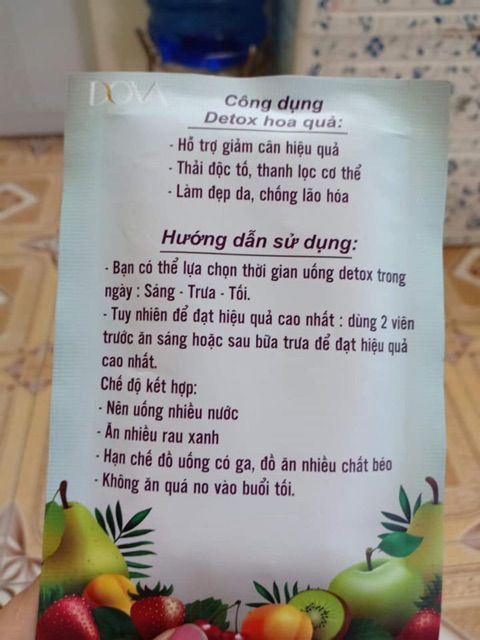 DOVA
Công dụng
Detox hoa quả:
- Hỗ trợ giảm cân hiệu quả
- Thải độc tố, thanh lọc cơ thể
- Làm đẹp da, chống lão hóa
Hướng dẫn sử dụng:
- Bạn có thể lựa chọn thời gian uống detox trong
ngày : Sáng - Trưa - Tối.
- Tuy nhiên để đạt hiệu quả cao nhất : dùng 2 viên
trước ăn sáng hoặc sau bữa trưa để đạt hiệu quả
cao nhất.
Chế độ kết hợp:
- Nên uống nhiều nước
- Ăn nhiều rau xanh
- Hạn chế đồ uống có ga, đồ ăn nhiều chất béo
- Không ăn quá no vào buổi tối.